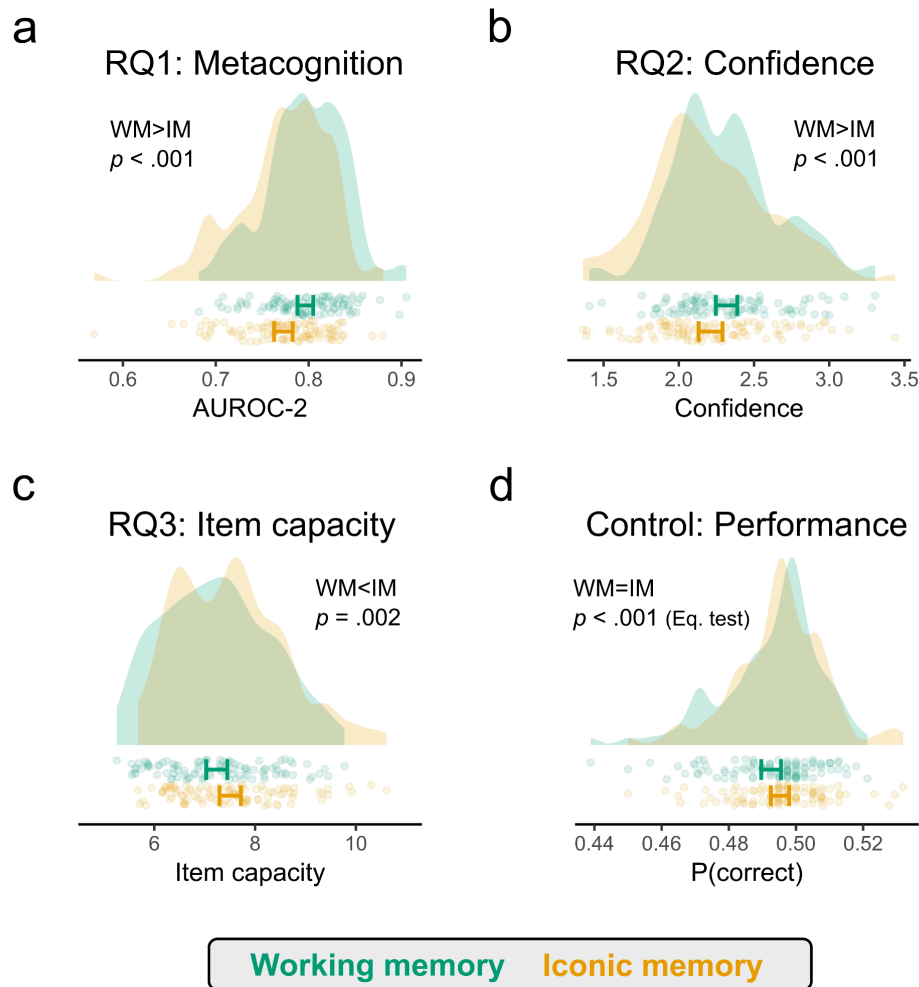 a
RQ1: Metacognition
WM>IM
p < .001
0.6 0.7 0.8 0.9
AUROC-2
b
RQ2: Confidence
WM>IM
p < .001
1.5 2.0 2.5 3.0 3.5
Confidence
c
RQ3: Item capacity
WM<IM
p = .002
6 8 10
Item capacity
d
Control: Performance
WM=IM
p < .001 (Eq. test)
0.44 0.46 0.48 0.50 0.52
P(correct)
Working memory Iconic memory